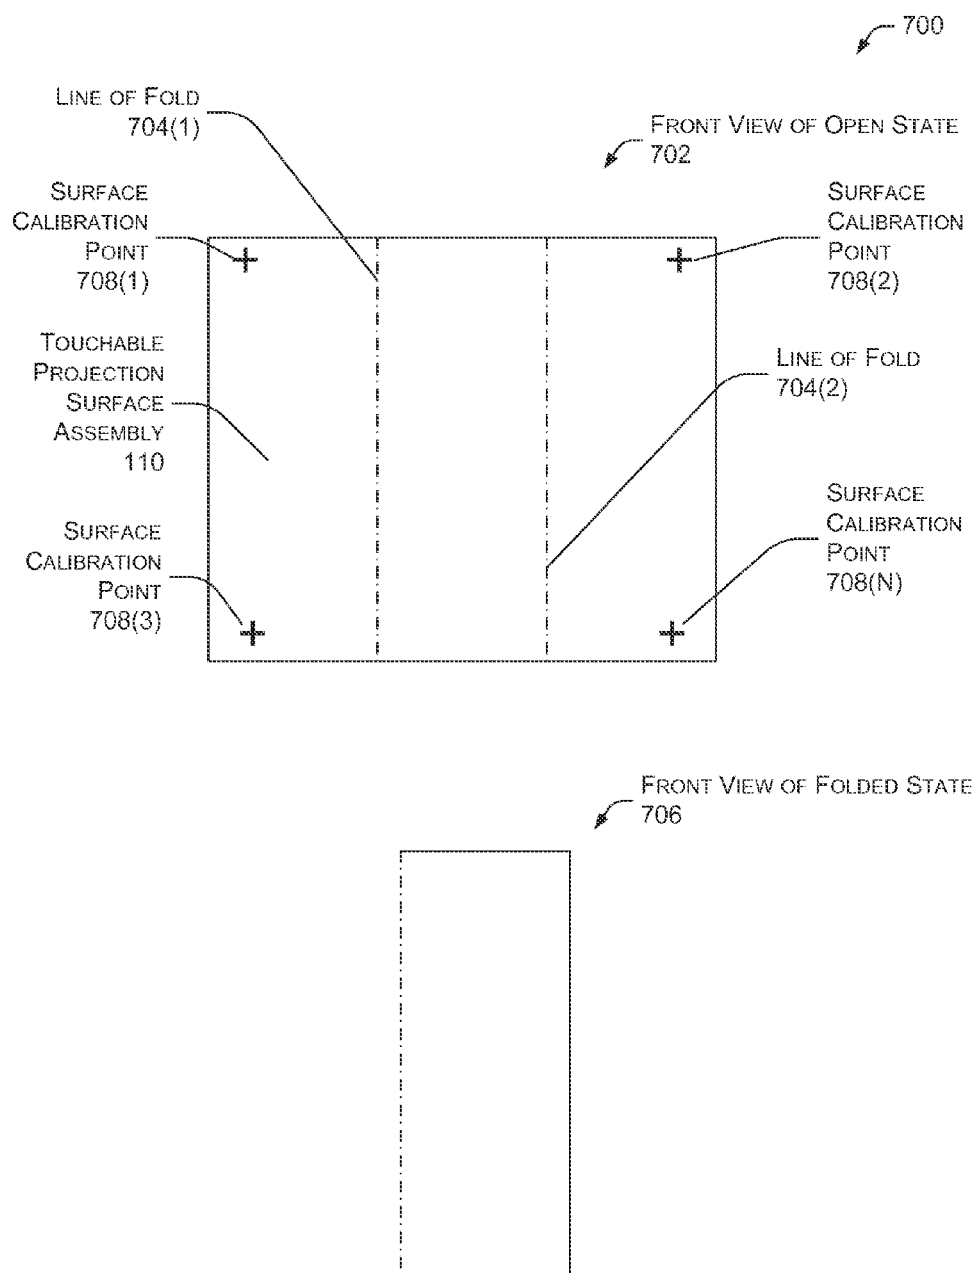 700
LINE OF FOLD
704(1)
FRONT VIEW OF OPEN STATE
702
SURFACE
CALIBRATION
POINT
708(1)
SURFACE
CALIBRATION
POINT
708(2)
TOUCHABLE
PROJECTION
SURFACE
ASSEMBLY
110
LINE OF FOLD
704(2)
SURFACE
CALIBRATION
POINT
708(3)
SURFACE
CALIBRATION
POINT
708(N)
FRONT VIEW OF FOLDED STATE
706